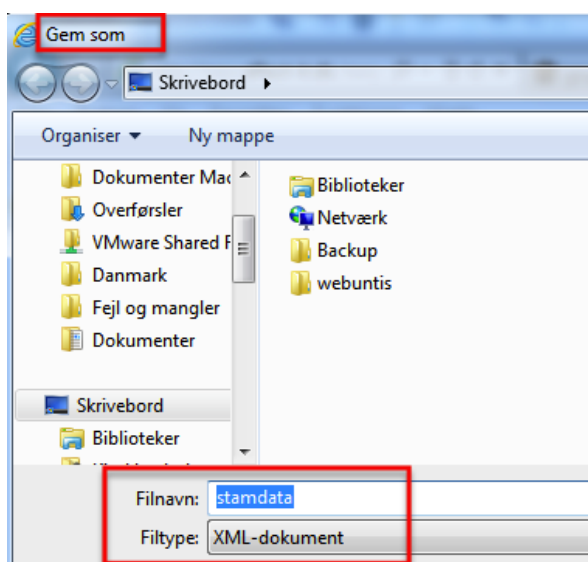 Gem som
Skrivebord
Organiser
Ny mappe
Dokumenter Mac
Overførsler
VMware Shared F
Danmark
Fejl og mangler
Dokumenter
Skrivebord
Biblioteker
Biblioteker
Netværk
Backup
webuntis
Filnavn: stamdata
Filtype: XML-dokument